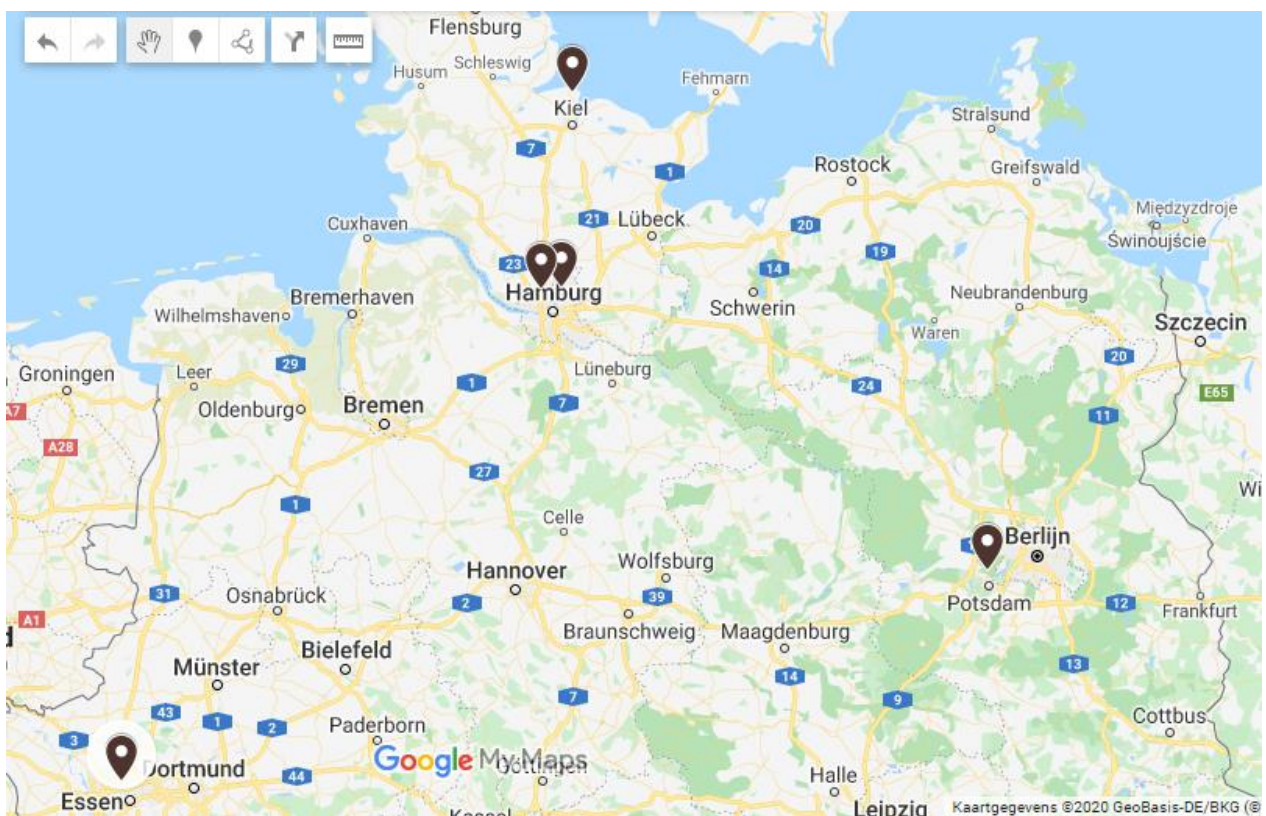 Flensburg
Husum
Schleswig
Fehmarn
Kiel
Stralsund
7
1
Rostock
Greifswald
Cuxhaven
21
Lübeck
20
Międzyzdroje
Świnoujście
23
14
19
Bremerhaven
Hamburg
Wilhelmshaven
Schwerin
Neubrandenburg
Waren
Szczecin
Groningen
Leer
29
Lüneburg
20
1
24
E65
A7
Oldenburg
Bremen
7
11
A28
27
1
Celle
Wi
Berlijn
Hannover
Wolfsburg
31
Osnabrück
2
39
Potsdam
12
Frankfurt
A1
d
Braunschweig
Maagdenburg
Bielefeld
Münster
13
14
7
9
43
1
2
Paderborn
Cottbus
3
Google My Maps
Dortmund
44
Göttingen
Halle
Essen
Kassel
Leipzig
Kaartgegevens ©2020 GeoBasis-DE/BKG (©